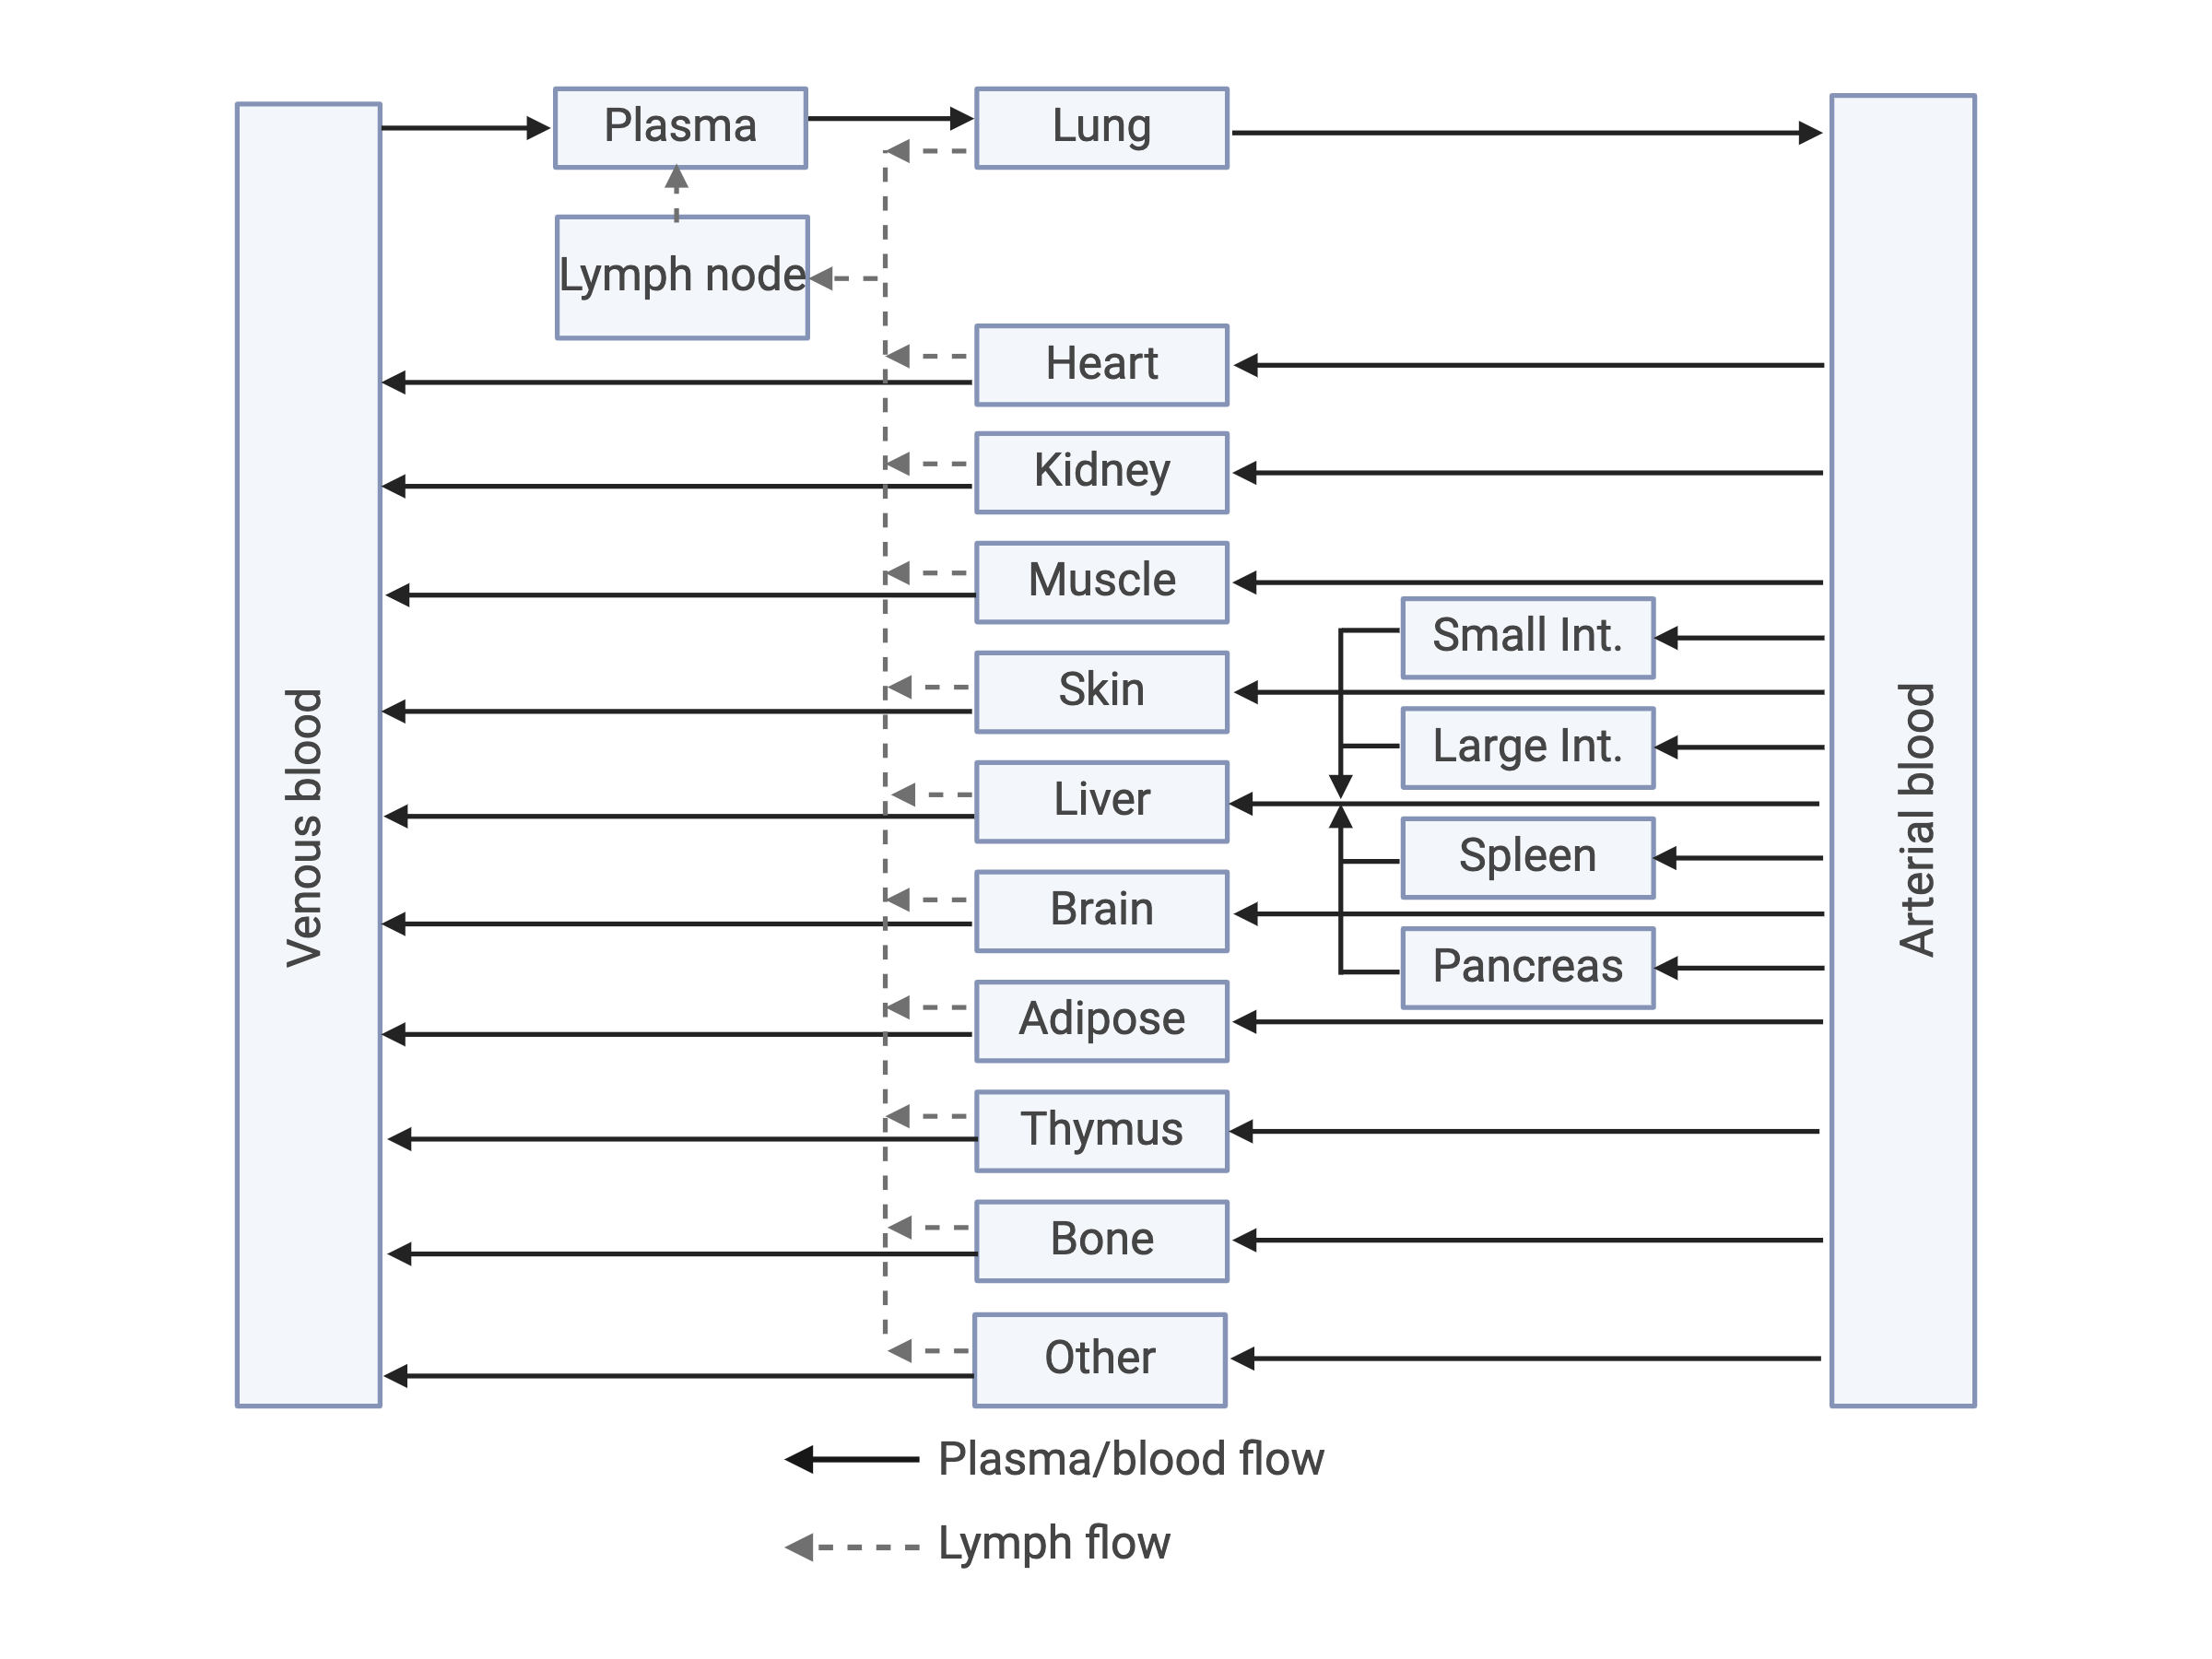 Plasma
Lung
Lymph node
Heart
Kidney
Muscle
Small Int.
Skin
Large Int.
Liver
Spleen
Brain
Pancreas
Adipose
Thymus
Bone
Other
Venous blood
Arterial blood
Plasma/blood flow
Lymph flow